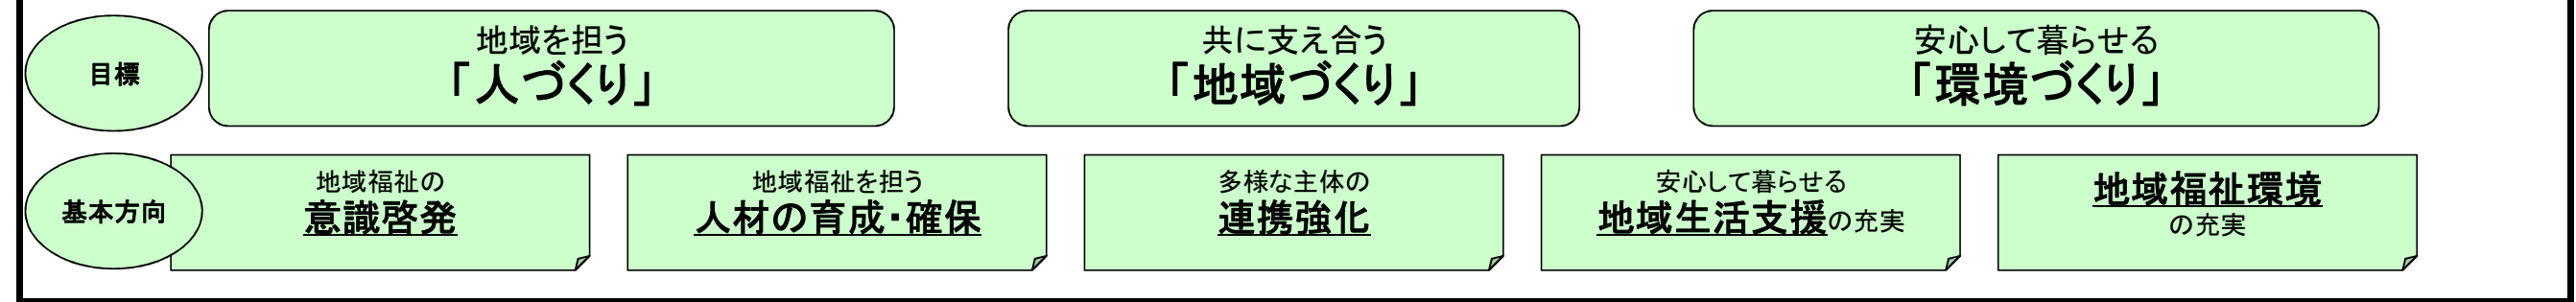 目標
地域を担う
「人づくり」
共に支え合う
「地域づくり」
安心して暮らせる
「環境づくり」
基本方向
地域福祉の
意識啓発
地域福祉を担う
人材の育成・確保
多様な主体の
連携強化
安心して暮らせる
地域生活支援の充実
地域福祉環境
の充実